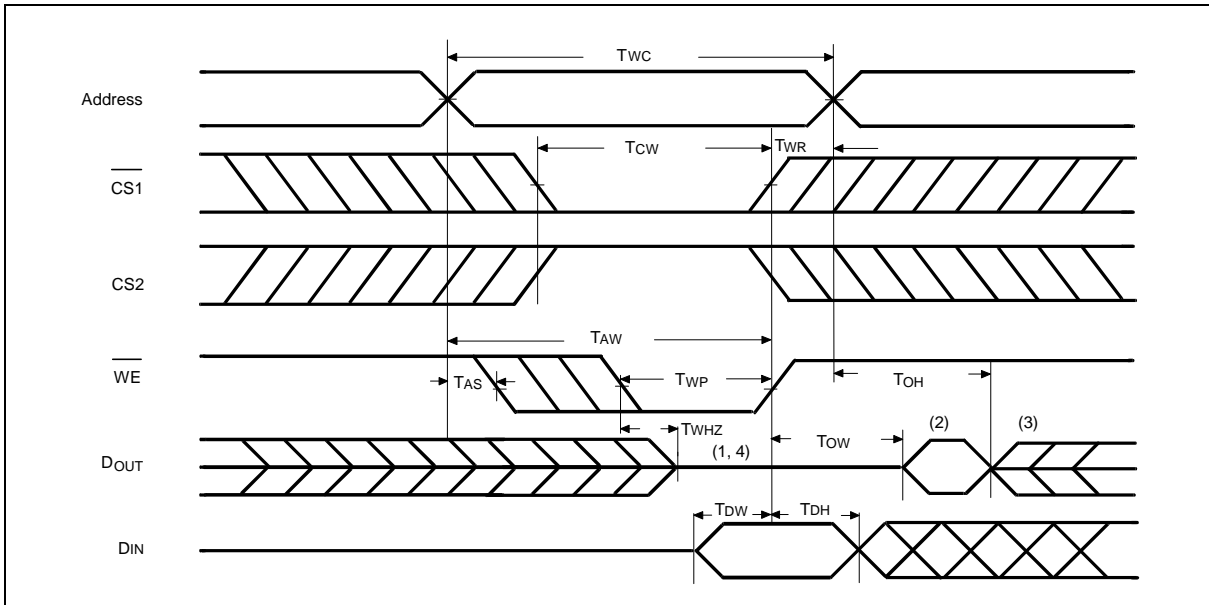 TWC
Address
TCW
TWR
CS1
CS2
TAW
WE
TAS
TWP
TOH
TWHZ
(2)
(3)
DOUT
(1, 4)
TOW
TDW
TDH
DIN